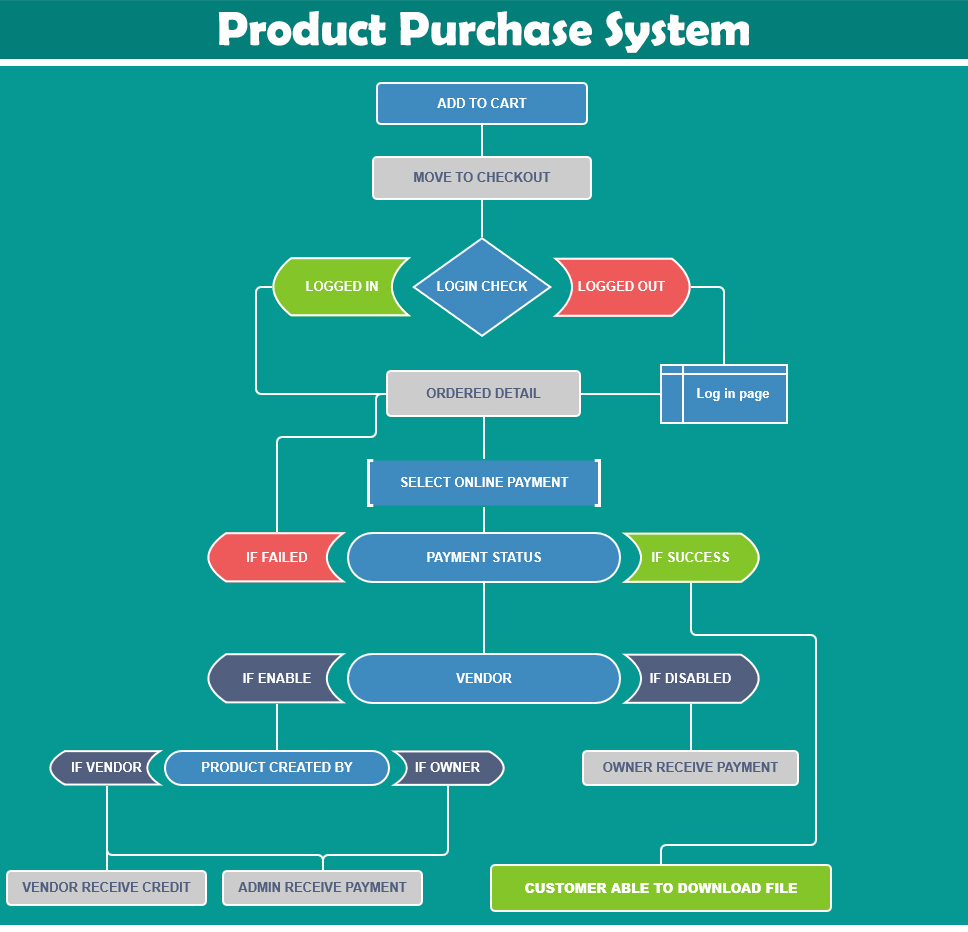 Product Purchase System
ADD TO CART
MOVE TO CHECKOUT
LOGGED IN
LOGIN CHECK
LOGGED OUT
ORDERED DETAIL
Log in page
SELECT ONLINE PAYMENT
IF FAILED
PAYMENT STATUS
IF SUCCESS
IF ENABLE
VENDOR
IF DISABLED
IF VENDOR
PRODUCT CREATED BY
IF OWNER
OWNER RECEIVE PAYMENT
VENDOR RECEIVE CREDIT
ADMIN RECEIVE PAYMENT
CUSTOMER ABLE TO DOWNLOAD FILE